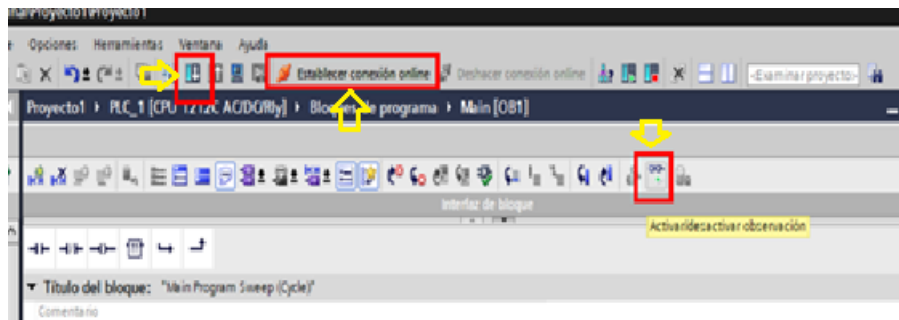 Opciones Herramientas Ventana Ayuda
Establecer conexión online Deshacer conexión online <Examinar proyecto>
Proyecto1 PLC_1 [CPU 1212C AC/DC/Rly] Bloques de programa Main [OB1]
Interfaz de bloque
Activar/desactivar observación
Título del bloque: "Main Program Sweep (Cycle)"
Comentario